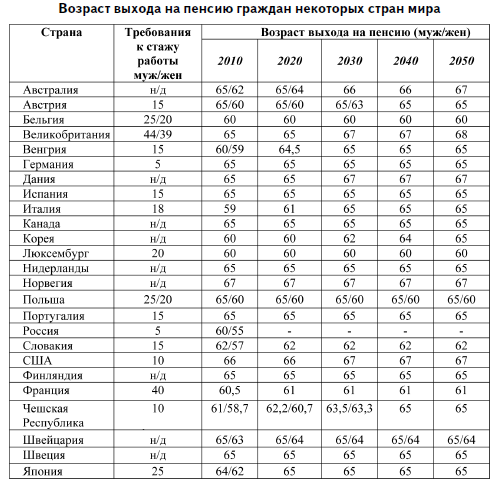 Возраст выхода на пенсию граждан некоторых стран мира
Страна Требования к стажу работы муж/жен Возраст выхода на пенсию (муж/жен)
2010 2020 2030 2040 2050
Австралия н/д 65/62 65/64 66 66 67
Австрия 15 65/60 65/60 65/63 65 65
Бельгия 25/20 60 60 60 60 60
Великобритания 44/39 65 65 67 67 68
Венгрия 15 60/59 64,5 65 65 65
Германия 5 65 65 65 65 65
Дания н/д 65 65 67 67 67
Испания 15 65 65 65 65 65
Италия 18 59 61 65 65 65
Канада н/д 65 65 65 65 65
Корея н/д 60 60 62 64 65
Люксембург 20 60 60 60 60 60
Нидерланды н/д 65 65 65 65 65
Норвегия н/д 67 67 67 67 67
Польша 25/20 65/60 65/60 65/60 65/60 65/60
Португалия 15 65 65 65 65 65
Россия 5 60/55 - - - -
Словакия 15 62/57 62 62 62 62
США 10 66 66 67 67 67
Финляндия н/д 65 65 65 65 65
Франция 40 60,5 61 61 61 61
Чешская Республика 10 61/58,7 62,2/60,7 63,5/63,3 65 65
Швейцария н/д 65/63 65/64 65/64 65/64 65/64
Швеция н/д 65 65 65 65 65
Япония 25 64/62 65 65 65 65